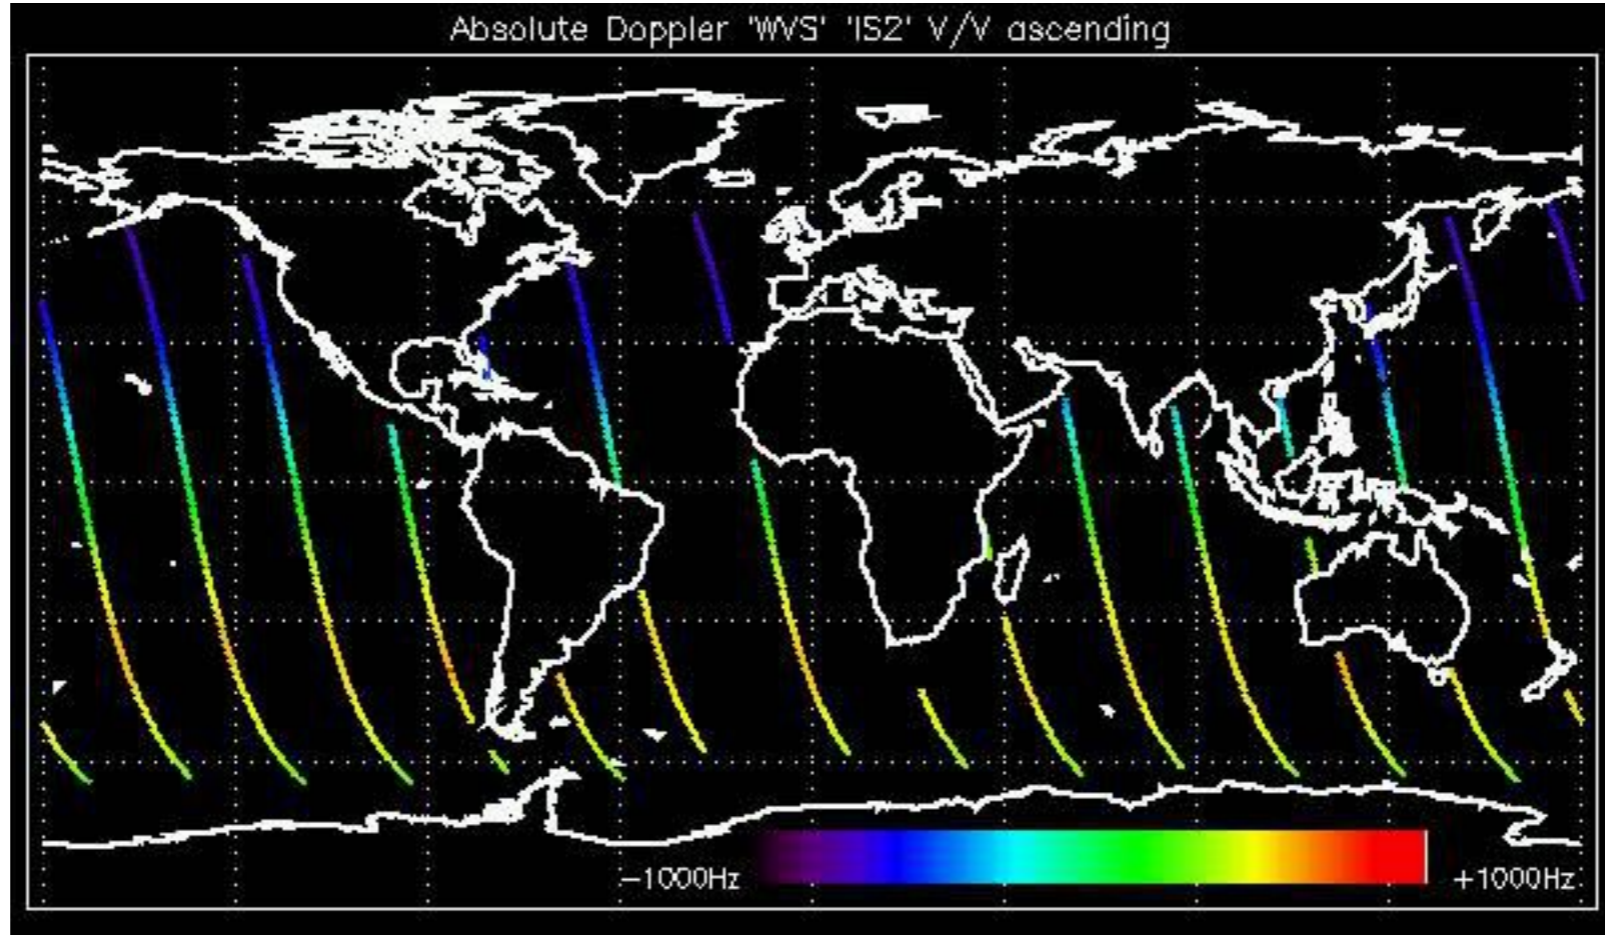 Absolute Doppler 'WVS' 'IS2' V/V ascending
-1000Hz +1000Hz